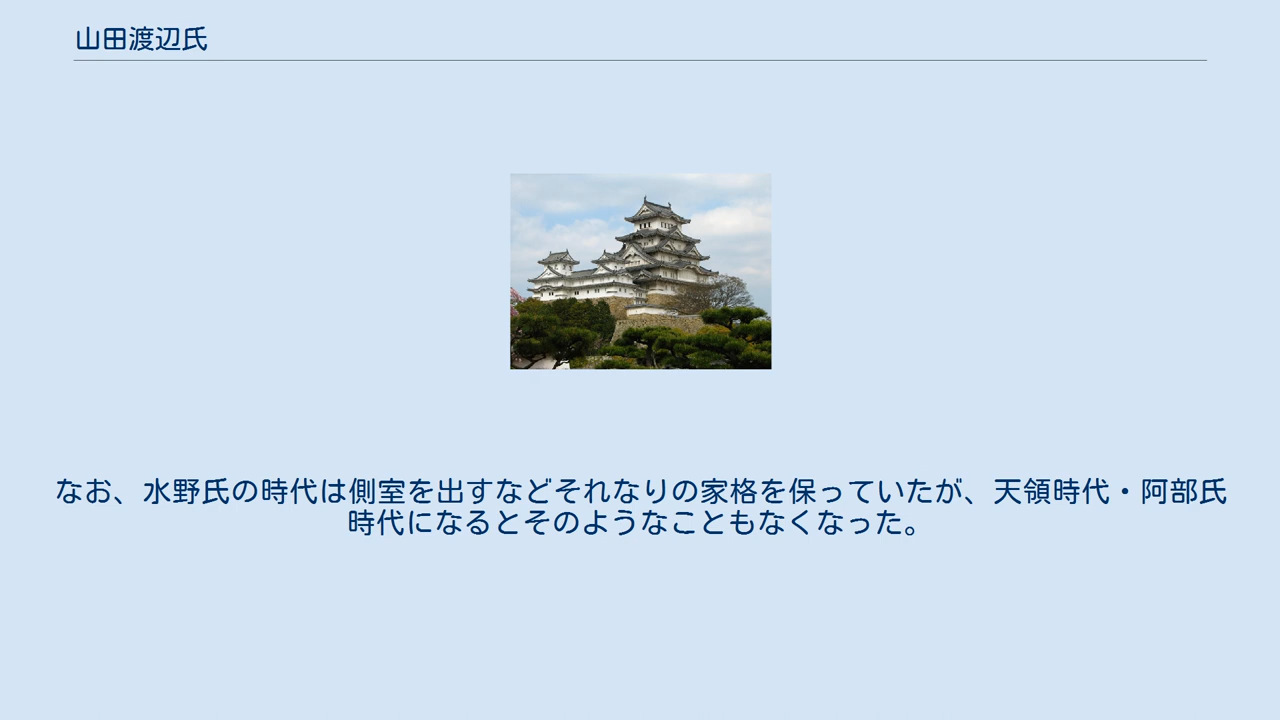 山田渡辺氏
なお、水野氏の時代は側室を出すなどそれなりの家格を保っていたが、天領時代・阿部氏
時代になるとそのようなこともなくなった。